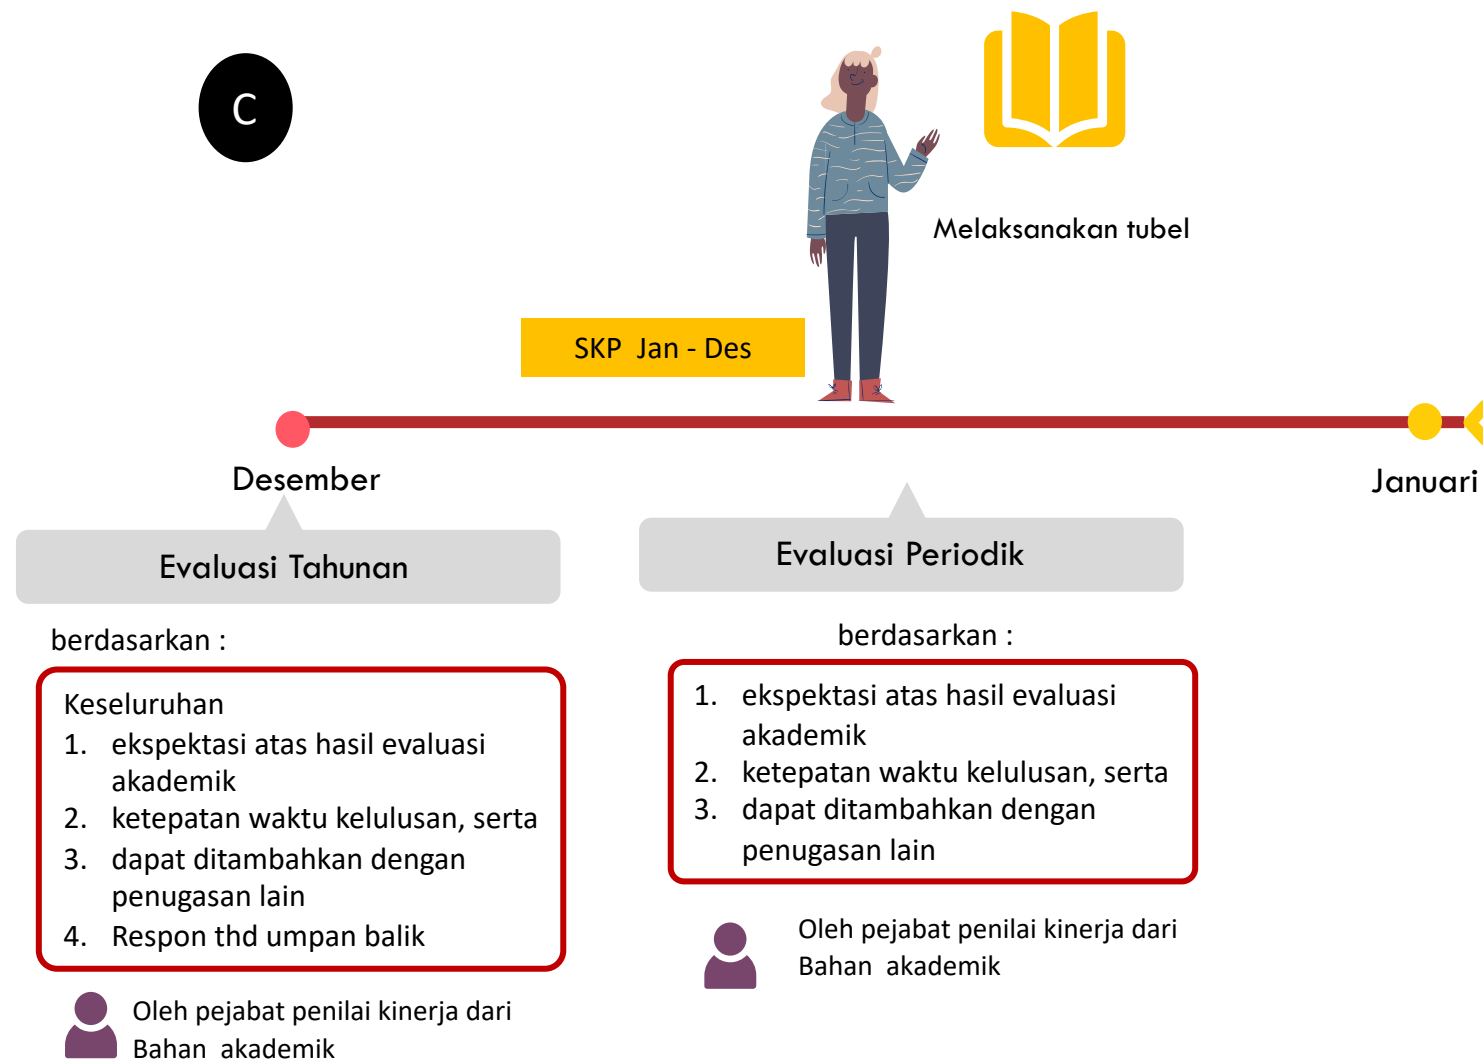 C
Melaksanakan tubel
SKP Jan - Des
Desember
Januari
Evaluasi Tahunan
berdasarkan :
Keseluruhan
1. ekspektasi atas hasil evaluasi
akademik
2. ketepatan waktu kelulusan, serta
3. dapat ditambahkan dengan
penugasan lain
4. Respon thd umpan balik
Oleh pejabat penilai kinerja dari
Bahan akademik
Evaluasi Periodik
berdasarkan :
1. ekspektasi atas hasil evaluasi
akademik
2. ketepatan waktu kelulusan, serta
3. dapat ditambahkan dengan
penugasan lain
Oleh pejabat penilai kinerja dari
Bahan akademik